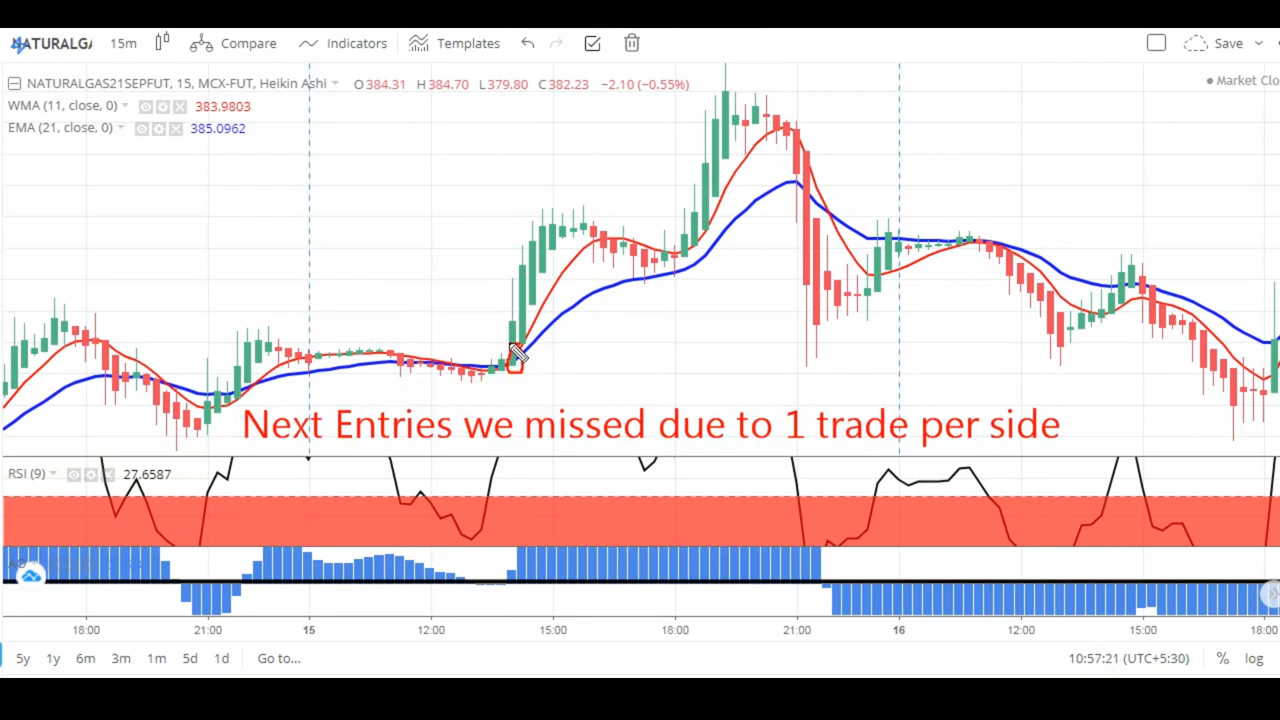 NATURALGA 15m Compare Indicators Templates Save
NATURALGAS21SEPFUT, 15, MCX-FUT, Heikin Ashi O384.31 H384.70 L379.80 C382.23 −2.10 (−0.55%) Market Clo
WMA (11, close, 0) 383.9803
EMA (21, close, 0) 385.0962
Next Entries we missed due to 1 trade per side
RSI (9) 27.6587
18:00 21:00 15 12:00 15:00 18:00 21:00 16 12:00 15:00 18:00
5y 1y 6m 3m 1m 5d 1d Go to... 10:57:21 (UTC+5:30) % log